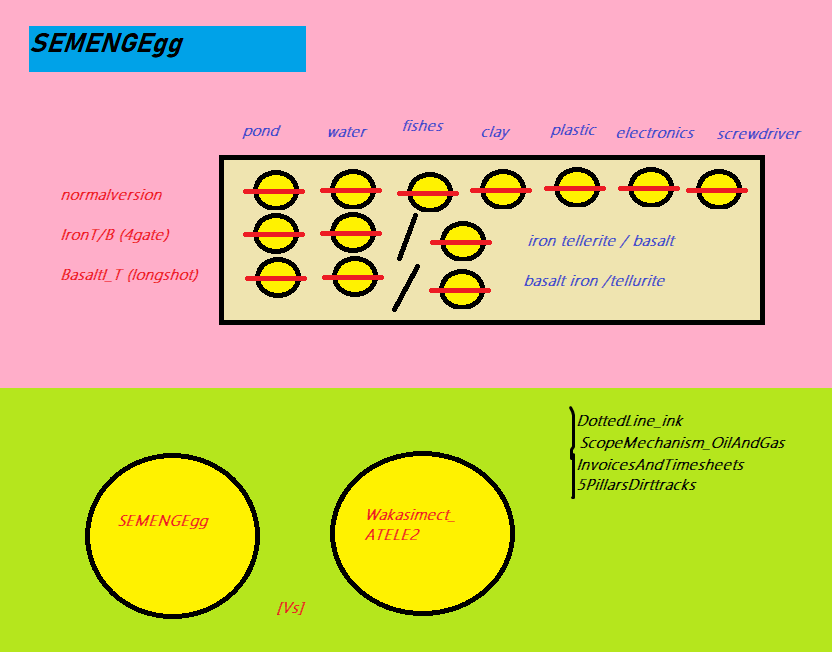 SEMENGEgg
pond water fishes clay plastic electronics screwdriver
normalversion
IronT/B (4gate)
iron tellerite / basalt
BasaltI_T (longshot)
basalt iron /tellurite
DottedLine_ink
ScopeMechanism_OilAndGas
InvoicesAndTimesheets
5PillarsDirttracks
SEMENGEgg
Wakasimect_
ATELE2
[Vs]